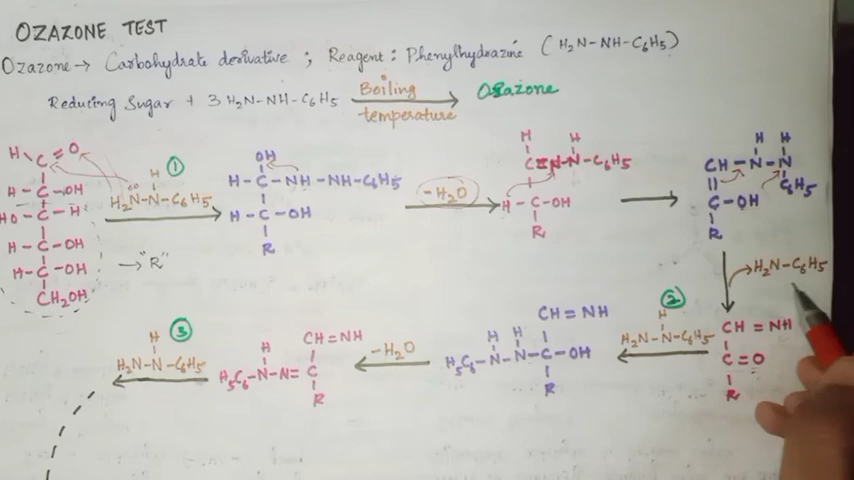 OZAZONE TEST
Ozazone → Carbohydrate derivative ; Reagent : Phenylhydrazine ( H₂N-NH-C₆H₅ )
Reducing Sugar + 3 H₂N-NH-C₆H₅ Boiling temperature → Osazone
H C=O
H-C-OH
HO-C-H
H-C-OH
H-C-OH
CH₂OH
→ "R"
①
H
H₂N-N-C₆H₅
OH
H-C-NH-NH-C₆H₅
H-C-OH
R
-H₂O
H H
C=N-N-C₆H₅
H-C-OH
R
H H
CH-N-N
C₆H₅
C-OH
R
H₂N-C₆H₅
CH=NH
C=O
R
②
H
H₂N-N-C₆H₅
CH=NH
H H
H₅C₆-N-N-C-OH
R
-H₂O
CH=NH
H
H₅C₆-N-N=C
R
③
H
H₂N-N-C₆H₅